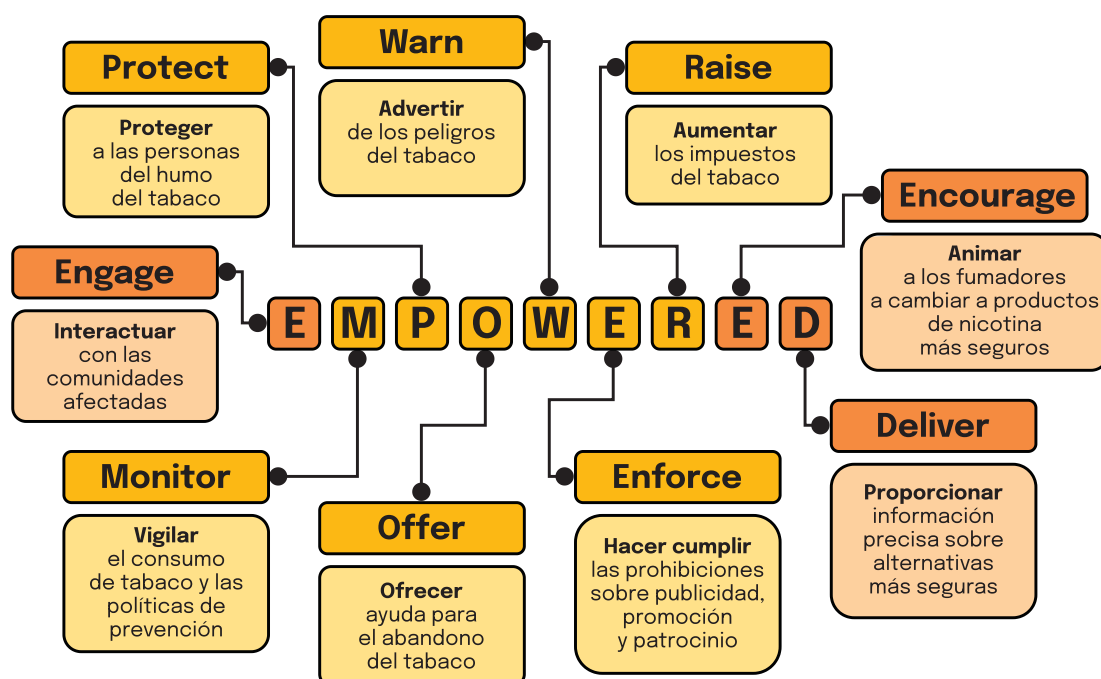 Protect
Proteger
a las personas
del humo
del tabaco
Warn
Advertir
de los peligros
del tabaco
Raise
Aumentar
los impuestos
del tabaco
Encourage
Animar
a los fumadores
a cambiar a productos
de nicotina
más seguros
Engage
Interactuar
con las
comunidades
afectadas
E M P O W E R E D
Monitor
Vigilar
el consumo
de tabaco y las
políticas de
prevención
Offer
Ofrecer
ayuda para
el abandono
del tabaco
Enforce
Hacer cumplir
las prohibiciones
sobre publicidad,
promoción
y patrocinio
Deliver
Proporcionar
información
precisa sobre
alternativas
más seguras